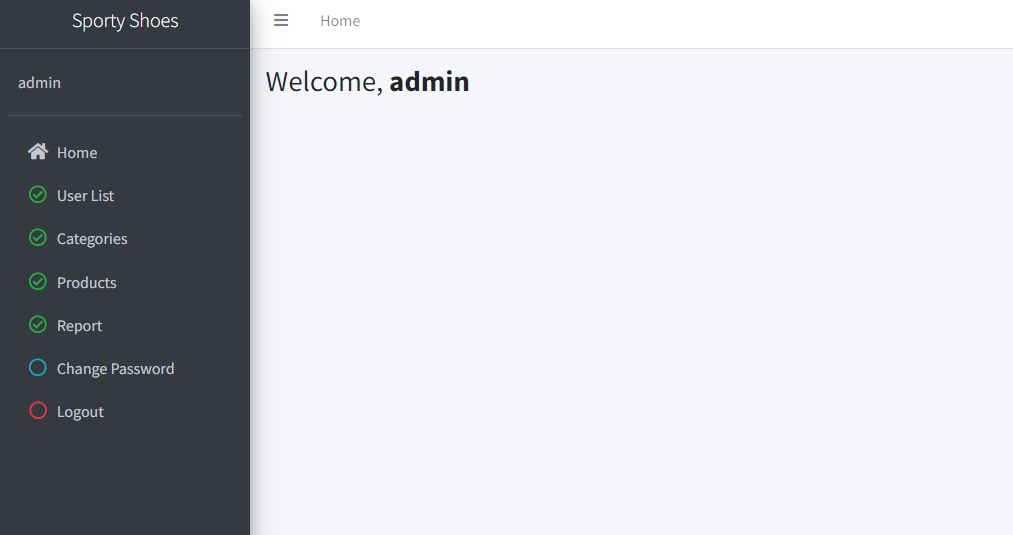 Sporty Shoes
Home
admin
Welcome, admin
Home
User List
Categories
Products
Report
Change Password
Logout